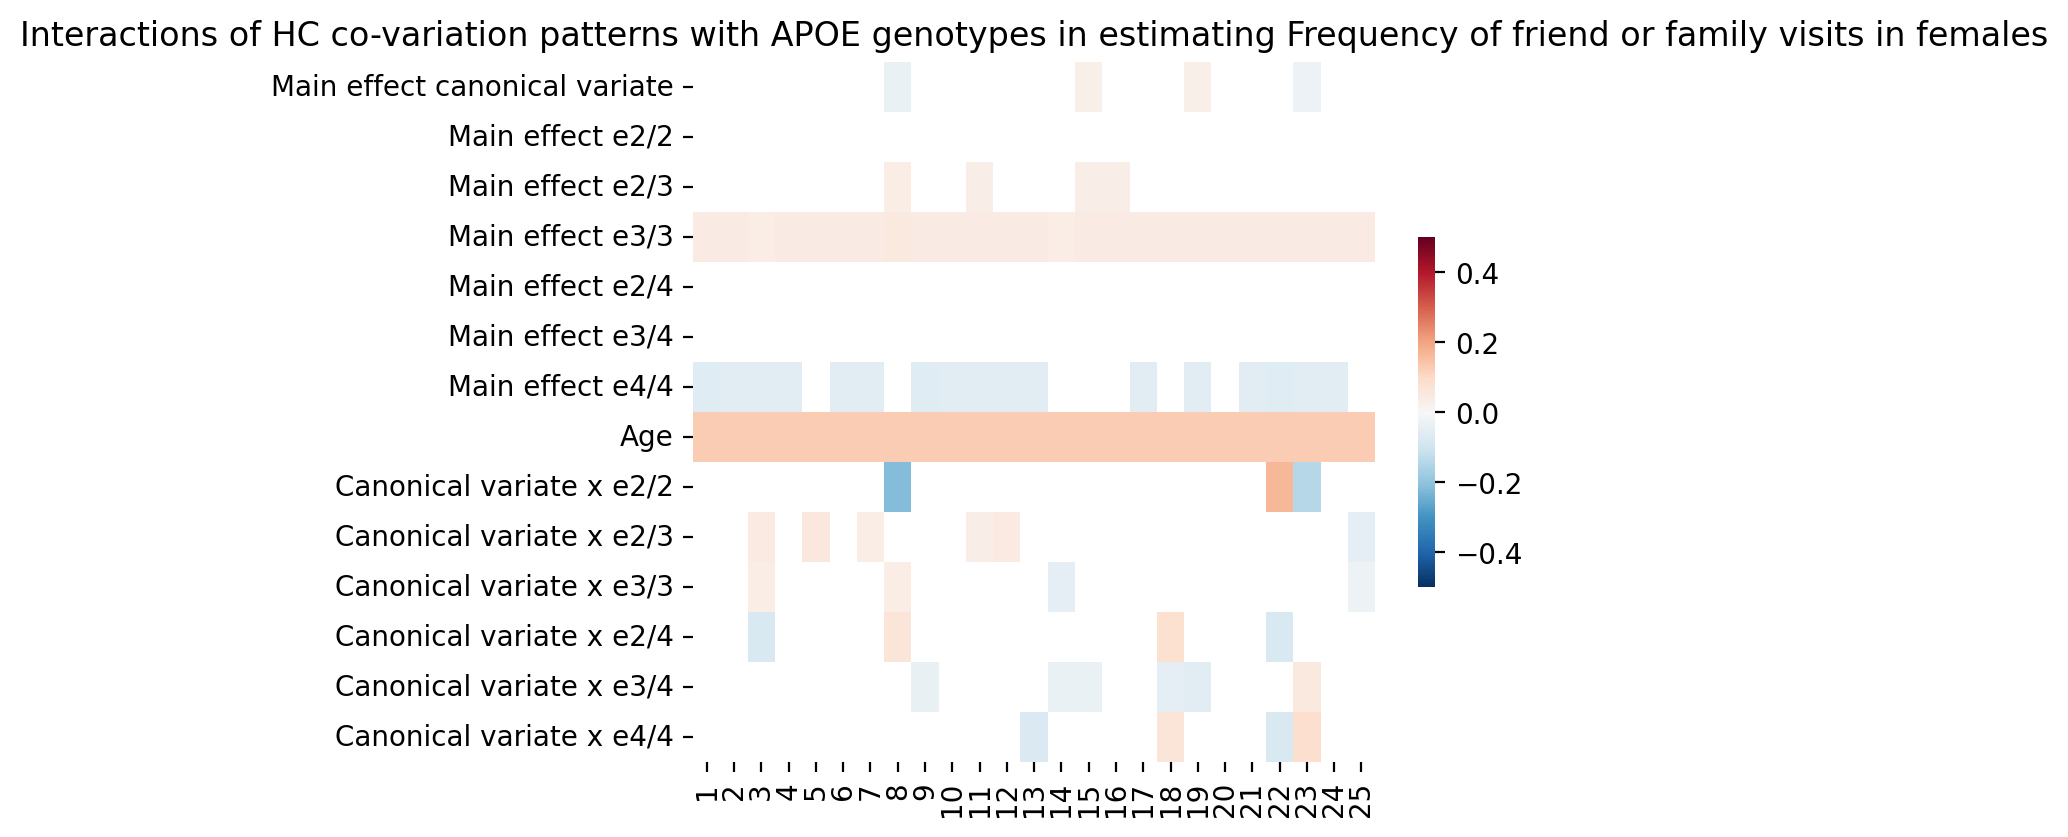 Interactions of HC co-variation patterns with APOE genotypes in estimating Frequency of friend or family visits in females
Main effect canonical variate
Main effect e2/2
Main effect e2/3
Main effect e3/3
Main effect e2/4
Main effect e3/4
Main effect e4/4
Age
Canonical variate x e2/2
Canonical variate x e2/3
Canonical variate x e3/3
Canonical variate x e2/4
Canonical variate x e3/4
Canonical variate x e4/4
1 2 3 4 5 6 7 8 9 10 11 12 13 14 15 16 17 18 19 20 21 22 23 24 25
0.4
0.2
0.0
−0.2
−0.4